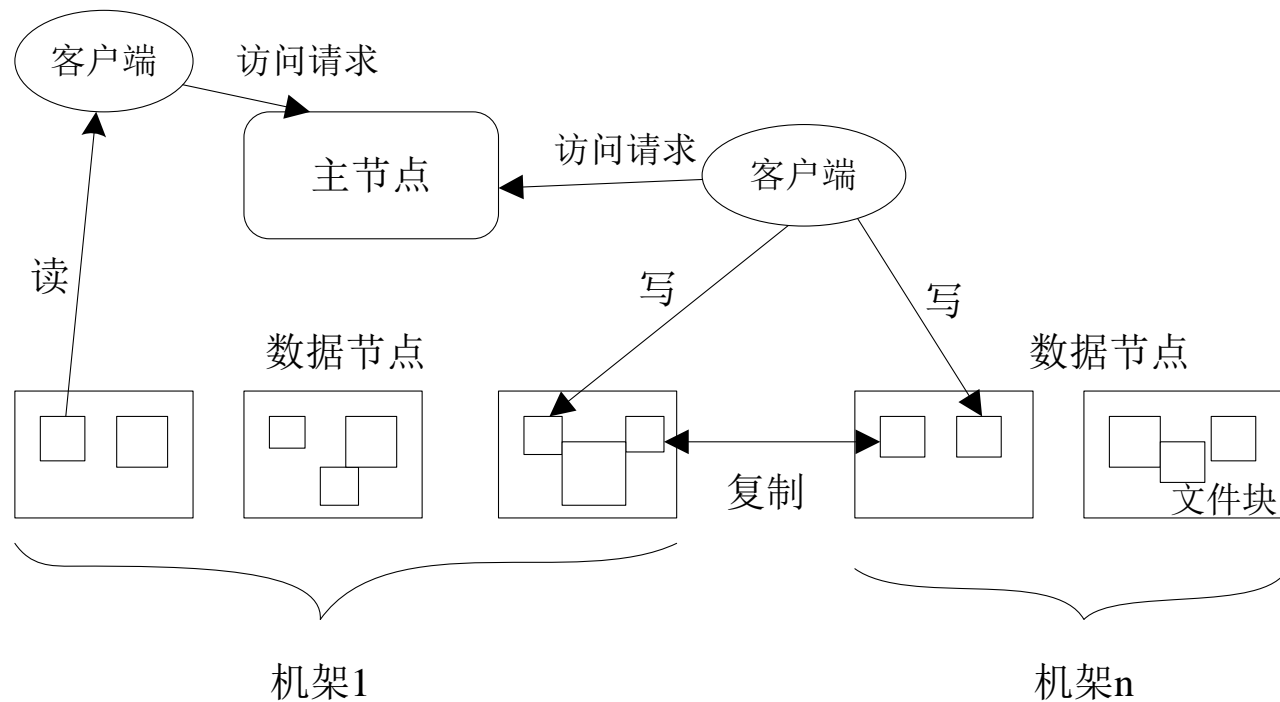 客户端
访问请求
主节点
访问请求
客户端
读
写
写
数据节点
数据节点
复制
文件块
机架1
机架n